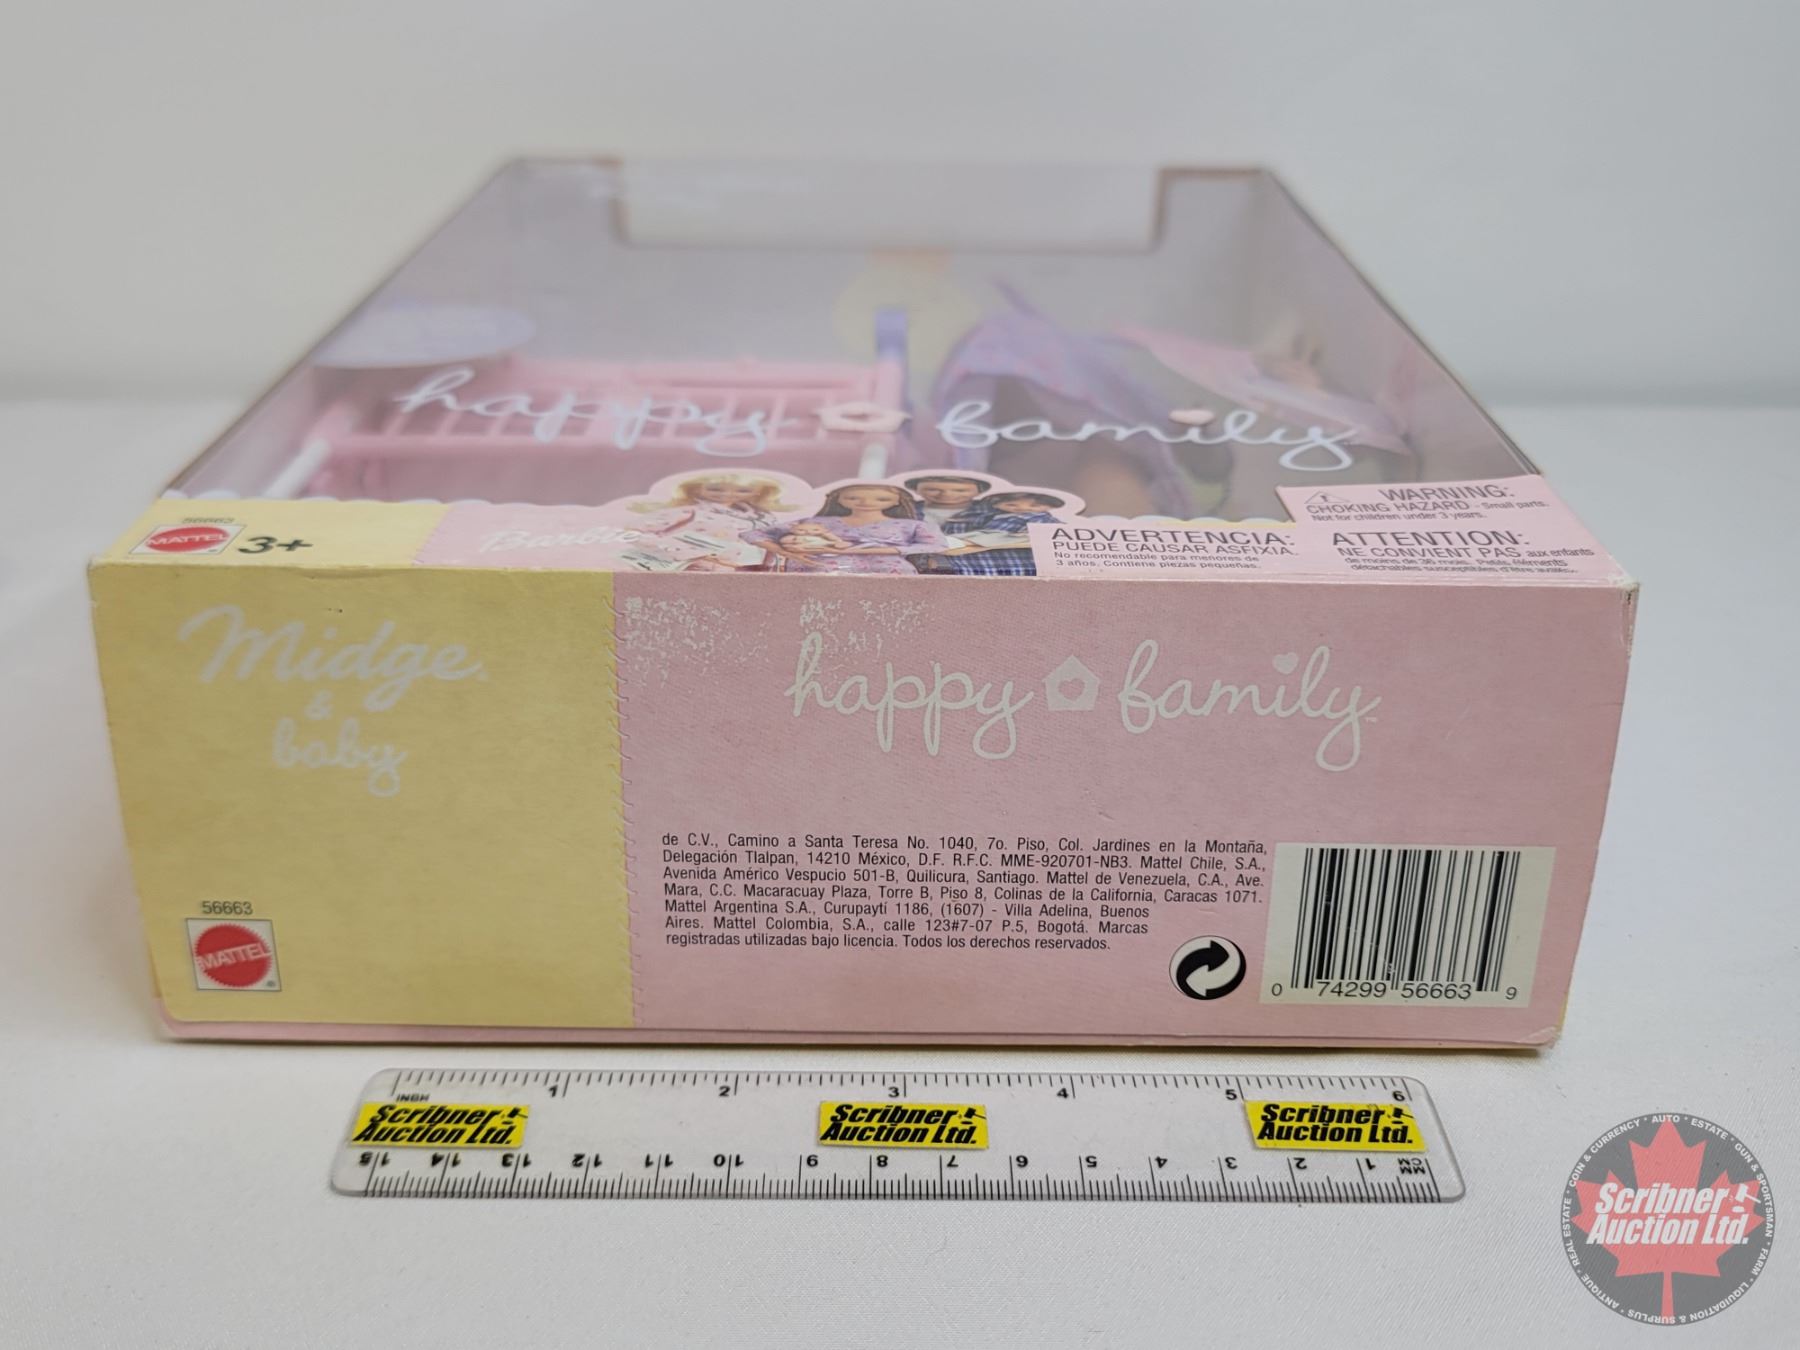 happy family
56663
MATTEL
3+
Barbie
WARNING:
CHOKING HAZARD - Small parts.
Not for children under 3 years.
ADVERTENCIA:
PUEDE CAUSAR ASFIXIA.
No recomendable para menores de
3 años. Contiene piezas pequeñas.
ATTENTION:
NE CONVIENT PAS aux enfants
de moins de 36 mois. Petits éléments
détachables susceptibles d'être avalés.
Midge
&
baby
happy family™
56663
MATTEL
®
de C.V., Camino a Santa Teresa No. 1040, 7o. Piso, Col. Jardines en la Montaña,
Delegación Tlalpan, 14210 México, D.F. R.F.C. MME-920701-NB3. Mattel Chile, S.A.,
Avenida Américo Vespucio 501-B, Quilicura, Santiago. Mattel de Venezuela, C.A., Ave.
Mara, C.C. Macaracuay Plaza, Torre B, Piso 8, Colinas de la California, Caracas 1071.
Mattel Argentina S.A., Curupaytí 1186, (1607) - Villa Adelina, Buenos
Aires. Mattel Colombia, S.A., calle 123#7-07 P.5, Bogotá. Marcas
registradas utilizadas bajo licencia. Todos los derechos reservados.
0 74299 56663 9
INGH 1 2 3 4 5 6
Scribner Auction Ltd.
Scribner Auction Ltd.
Scribner Auction Ltd.
15 14 13 12 11 10 9 8 7 6 5 4 3 2 1 MM CM
Scribner
Auction Ltd.
ANTIQUE * REAL ESTATE * COIN & CURRENCY * AUTO * ESTATE * GUN & SPORTSMAN * FARM * LIQUIDATION & SURPLUS *